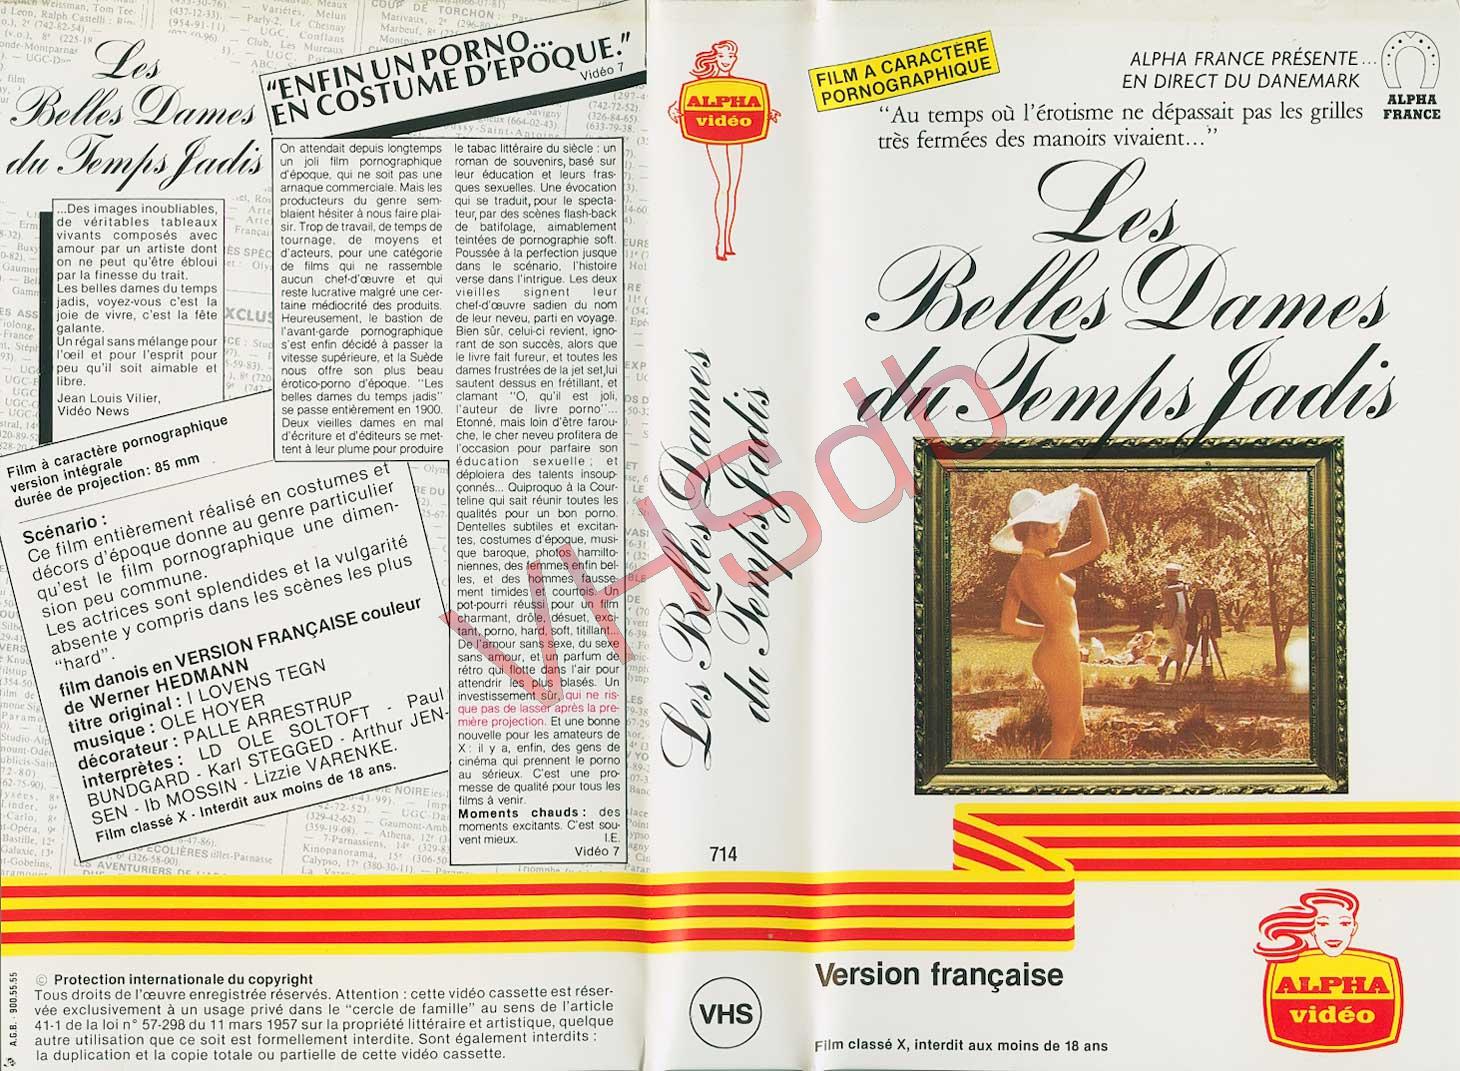 Les
Belles Dames
du Temps Jadis
"ENFIN UN PORNO...
EN COSTUME D'EPOQUE."
Vidéo 7
...Des images inoubliables,
de véritables tableaux
vivants composés avec
amour par un artiste dont
on ne peut qu'être ébloui
par la finesse du trait.
Les belles dames du temps
jadis, voyez-vous c'est la
joie de vivre, c'est la fête
galante.
Un régal sans mélange pour
l'œil et pour l'esprit pour
peu qu'il soit aimable et
libre.
Jean Louis Vilier,
Vidéo News
On attendait depuis longtemps
un joli film pornographique
d'époque, qui ne soit pas une
arnaque commerciale. Mais les
producteurs du genre sem-
blaient hésiter à nous faire plai-
sir. Trop de travail, de temps de
tournage, de moyens et
d'acteurs, pour une catégorie
de films qui ne rassemble
aucun chef-d'œuvre et qui
reste lucrative malgré une cer-
taine médiocrité des produits.
Heureusement, le bastion de
l'avant-garde pornographique
s'est enfin décidé à passer la
vitesse supérieure, et la Suède
nous offre son plus beau
érotico-porno d'époque. "Les
belles dames du temps jadis"
se passe entièrement en 1900.
Deux vieilles dames en mal
d'écriture et d'éditeurs se met-
tent à leur plume pour produire
le tabac littéraire du siècle : un
roman de souvenirs, basé sur
leur éducation et leurs fras-
ques sexuelles. Une évocation
qui se traduit, pour le specta-
teur, par des scènes flash-back
de batifolage, aimablement
teintées de pornographie soft.
Poussée à la perfection jusque
dans le scénario, l'histoire
verse dans l'intrigue. Les deux
vieilles signent leur
chef-d'œuvre sadien du nom
de leur neveu, parti en voyage.
Bien sûr, celui-ci revient, igno-
rant de son succès, alors que
le livre fait fureur, et toutes les
dames frustrées de la jet set, lui
sautent dessus en frétillant, et
clamant "O, qu'il est joli,
l'auteur de livre porno"...
Etonné, mais loin d'être farou-
che, le cher neveu profitera de
l'occasion pour parfaire son
éducation sexuelle ; et
déploiera des talents insoup-
çonnés... Quiproquo à la Cour-
teline qui sait réunir toutes les
qualités pour un bon porno.
Dentelles subtiles et excitan-
tes, costumes d'époque, musi-
que baroque, photos hamilto-
niennes, des femmes enfin bel-
les, et des hommes fausse-
ment timides et courtois. Un
pot-pourri réussi pour un film
charmant, drôle, désuet, exci-
tant, porno, hard, soft, titillant...
De l'amour sans sexe, du sexe
sans amour, et un parfum de
rétro qui flotte dans l'air pour
attendrir les plus blasés. Un
investissement sûr, qui ne ris-
que pas de lasser après la pre-
mière projection. Et une bonne
nouvelle pour les amateurs de
X : il y a, enfin, des gens de
cinéma qui prennent le porno
au sérieux. C'est une pro-
messe de qualité pour tous les
films à venir.
Moments chauds : des
moments excitants. C'est sou-
vent mieux. I.E.
Vidéo 7
Film à caractère pornographique
version intégrale
durée de projection: 85 mm
Scénario :
Ce film entièrement réalisé en costumes et
décors d'époque donne au genre particulier
qu'est le film pornographique une dimen-
sion peu commune.
Les actrices sont splendides et la vulgarité
absente y compris dans les scènes les plus
"hard".
film danois en VERSION FRANÇAISE couleur
de Werner HEDMANN
titre original : I LOVENS TEGN
musique : OLE HOYER
décorateur : PALLE ARRESTRUP
interprètes : LD OLE SOLTOFT - Paul
BUNDGARD - Karl STEGGED - Arthur JEN-
SEN - Ib MOSSIN - Lizzie VARENKE.
Film classé X - Interdit aux moins de 18 ans.
© Protection internationale du copyright
Tous droits de l'œuvre enregistrée réservés. Attention : cette vidéo cassette est réser-
vée exclusivement à un usage privé dans le "cercle de famille" au sens de l'article
41-1 de la loi n° 57-298 du 11 mars 1957 sur la propriété littéraire et artistique, quelque
autre utilisation que ce soit est formellement interdite. Sont également interdits :
la duplication et la copie totale ou partielle de cette vidéo cassette.
A.G.B. - 900.55.55
ALPHA
vidéo
Les Belles Dames
du Temps Jadis
714
VHS
VHSdb
FILM A CARACTÈRE
PORNOGRAPHIQUE
ALPHA FRANCE PRÉSENTE...
EN DIRECT DU DANEMARK
ALPHA
FRANCE
"Au temps où l'érotisme ne dépassait pas les grilles
très fermées des manoirs vivaient..."
Les
Belles Dames
du Temps Jadis
Version française
Film classé X, interdit aux moins de 18 ans
ALPHA
vidéo